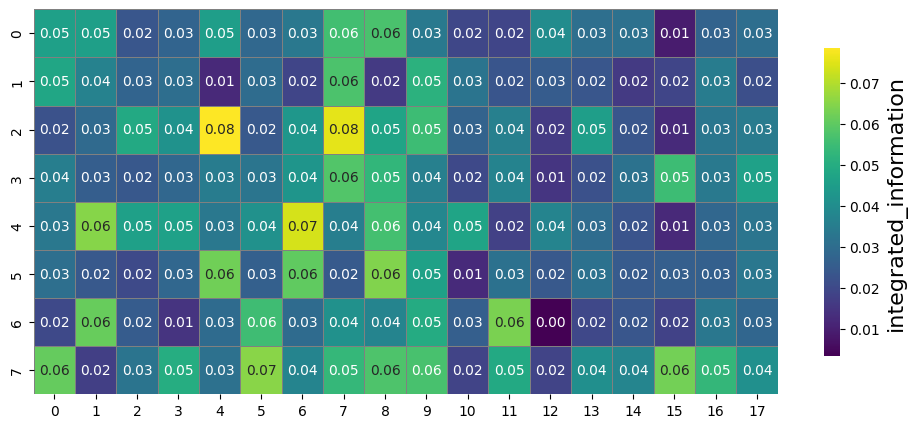 0 0.05 0.05 0.02 0.03 0.05 0.03 0.03 0.06 0.06 0.03 0.02 0.02 0.04 0.03 0.03 0.01 0.03 0.03
1 0.05 0.04 0.03 0.03 0.01 0.03 0.02 0.06 0.02 0.05 0.03 0.02 0.03 0.02 0.02 0.02 0.03 0.02
2 0.02 0.03 0.05 0.04 0.08 0.02 0.04 0.08 0.05 0.05 0.03 0.04 0.02 0.05 0.02 0.01 0.03 0.03
3 0.04 0.03 0.02 0.03 0.03 0.03 0.04 0.06 0.05 0.04 0.02 0.04 0.01 0.02 0.03 0.05 0.03 0.05
4 0.03 0.06 0.05 0.05 0.03 0.04 0.07 0.04 0.06 0.04 0.05 0.02 0.04 0.03 0.02 0.01 0.03 0.03
5 0.03 0.02 0.02 0.03 0.06 0.03 0.06 0.02 0.06 0.05 0.01 0.03 0.02 0.03 0.02 0.03 0.03 0.03
6 0.02 0.06 0.02 0.01 0.03 0.06 0.03 0.04 0.04 0.05 0.03 0.06 0.00 0.02 0.02 0.02 0.03 0.03
7 0.06 0.02 0.03 0.05 0.03 0.07 0.04 0.05 0.06 0.06 0.02 0.05 0.02 0.04 0.04 0.06 0.05 0.04
0 1 2 3 4 5 6 7 8 9 10 11 12 13 14 15 16 17
0.07
0.06
0.05
0.04
0.03
0.02
0.01
integrated_information